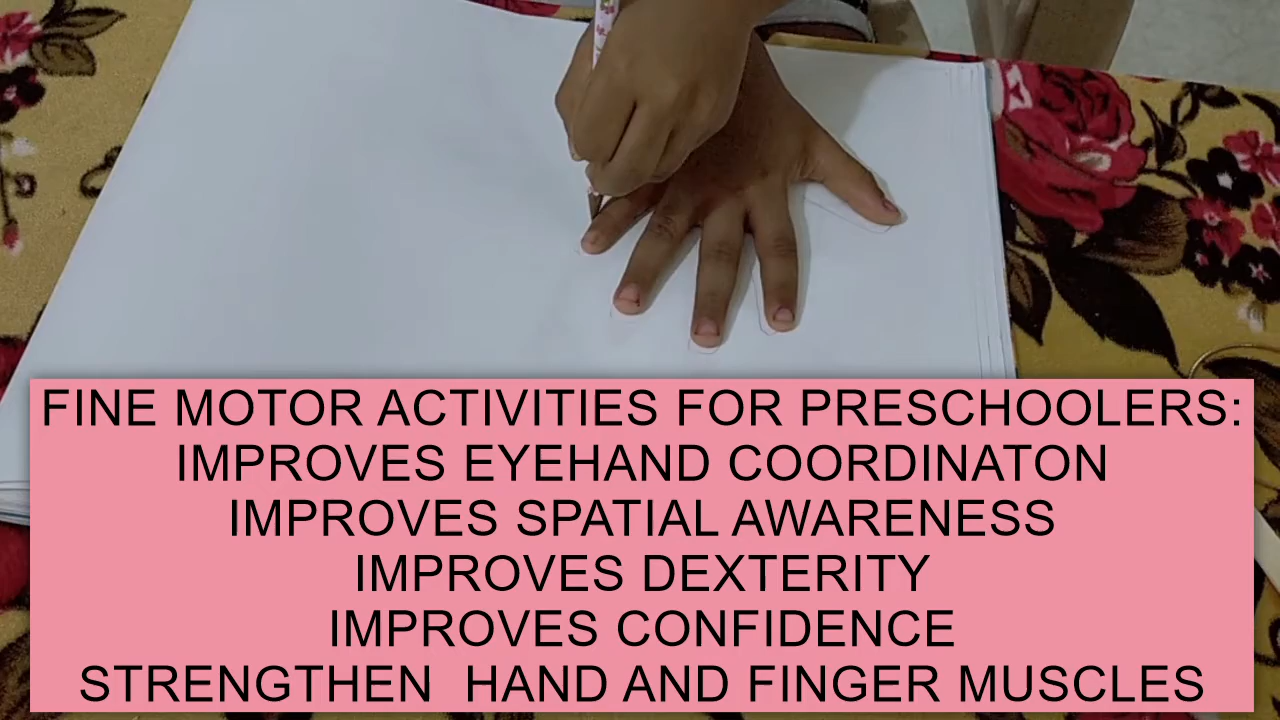 FINE MOTOR ACTIVITIES FOR PRESCHOOLERS:
IMPROVES EYEHAND COORDINATON
IMPROVES SPATIAL AWARENESS
IMPROVES DEXTERITY
IMPROVES CONFIDENCE
STRENGTHEN  HAND AND FINGER MUSCLES